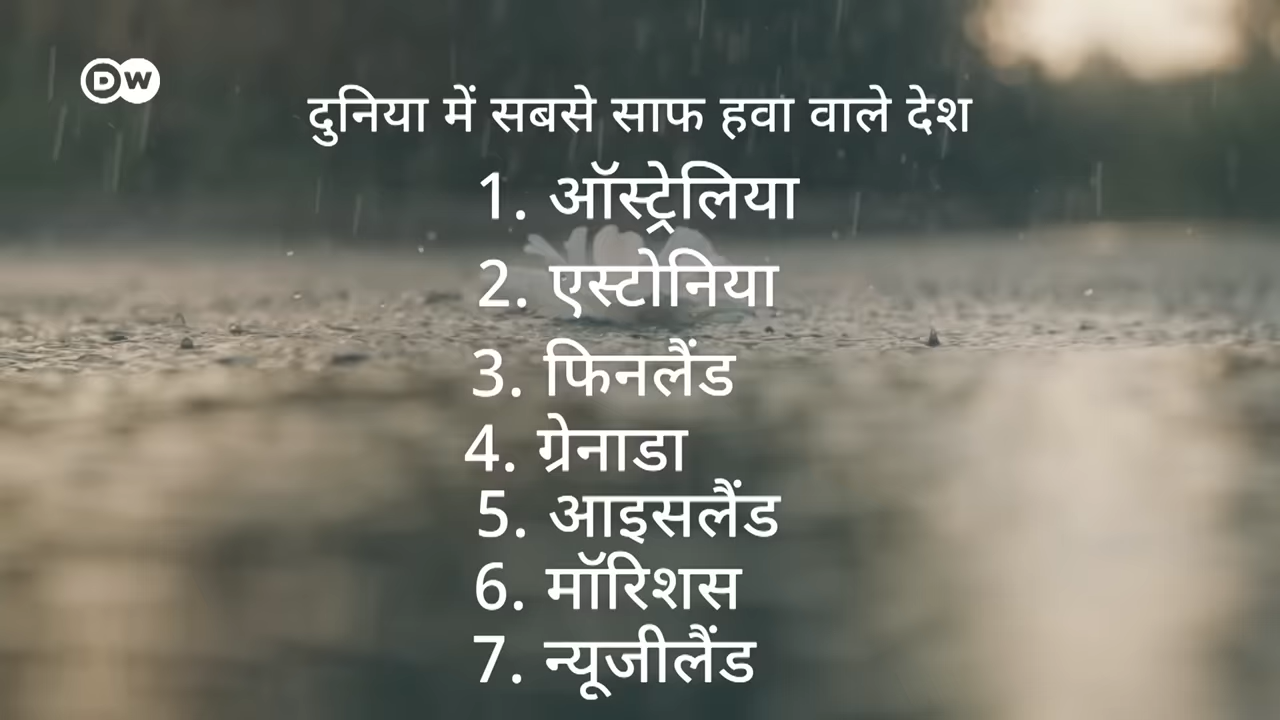 DW
दुनिया में सबसे साफ हवा वाले देश
1. ऑस्ट्रेलिया
2. एस्टोनिया
3. फिनलैंड
4. ग्रेनाडा
5. आइसलैंड
6. मॉरिशस
7. न्यूजीलैंड